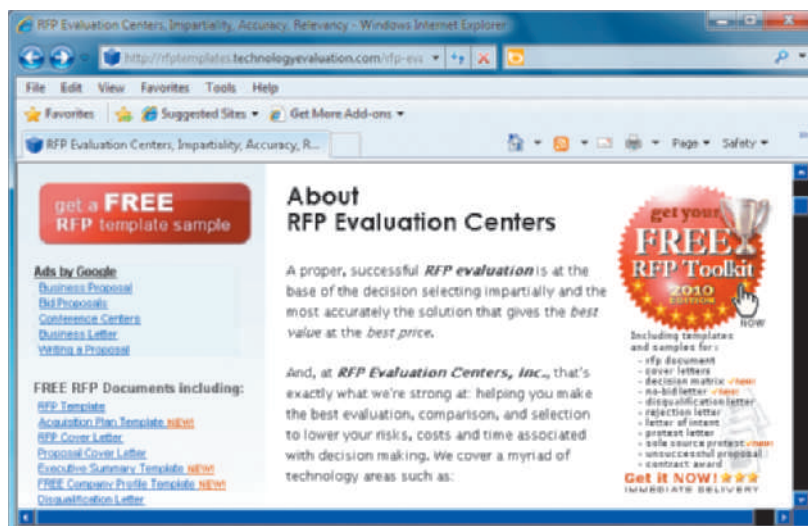 RFP Evaluation Centers, Impartiality, Accuracy, Relevancy - Windows Internet Explorer
http://rfptemplates.technologyevaluation.com/rfp-eva
File Edit View Favorites Tools Help
Favorites Suggested Sites Get More Add-ons
RFP Evaluation Centers, Impartiality, Accuracy, R...
Page Safety
get a FREE
RFP template sample
Ads by Google
Business Proposal
Bid Proposals
Conference Centers
Business Letter
Writing a Proposal
FREE RFP Documents including:
RFP Template
Acquisition Plan Template NEW!
RFP Cover Letter
Proposal Cover Letter
Executive Summary Template NEW!
FREE Company Profile Template NEW!
Disqualification Letter
About
RFP Evaluation Centers
A proper, successful RFP evaluation is at the
base of the decision selecting impartially and the
most accurately the solution that gives the best
value at the best price.
And, at RFP Evaluation Centers, Inc., that's
exactly what we're strong at: helping you make
the best evaluation, comparison, and selection
to lower your risks, costs and time associated
with decision making. We cover a myriad of
technology areas such as:
get your
FREE
RFP Toolkit
2010
EDITION
NOW
Including templates
and samples for:
- rfp document
- cover letters
- decision matrix new!
- no-bid letter new!
- disqualification letter
- rejection letter
- letter of intent
- protest letter
- sole source protest new!
- unsuccessful proposal
- contract award
Get it NOW!
IMMEDIATE DELIVERY